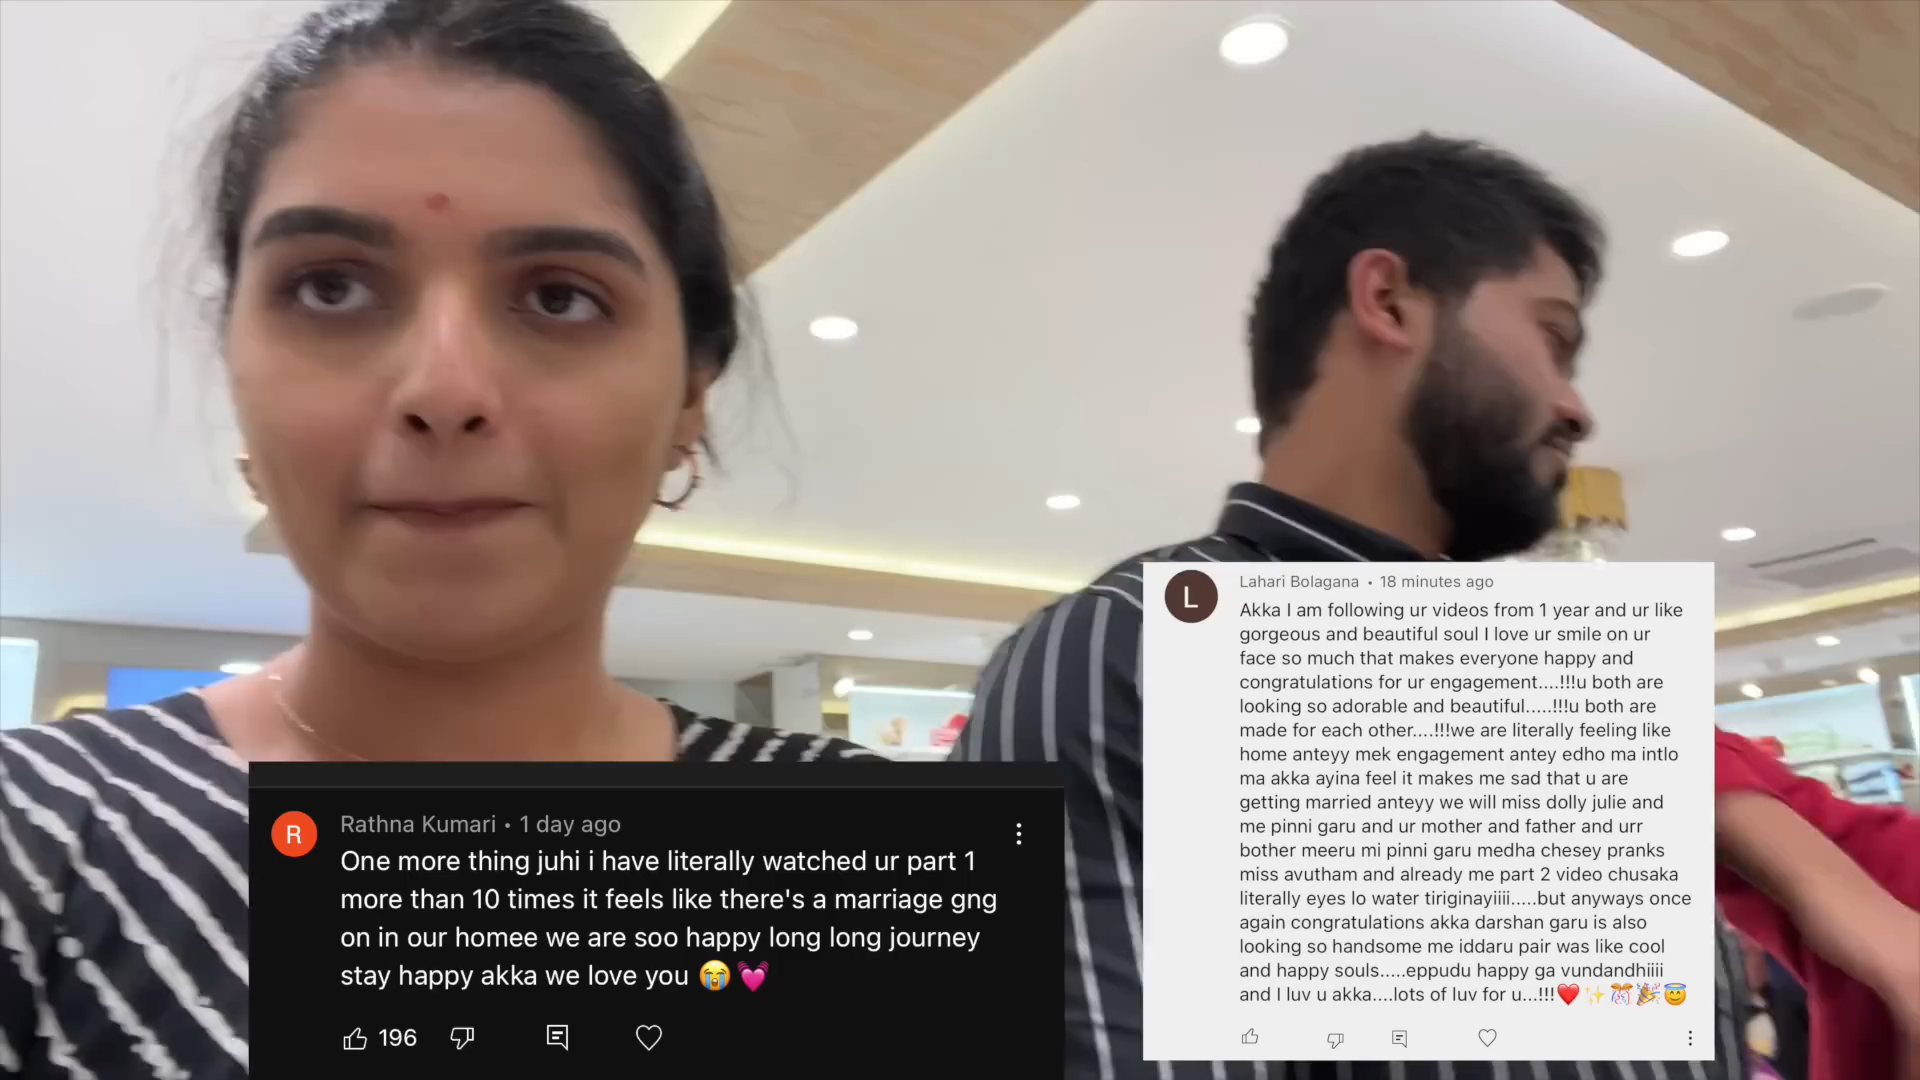 R
Rathna Kumari • 1 day ago
One more thing juhi i have literally watched ur part 1
more than 10 times it feels like there's a marriage gng
on in our homee we are soo happy long long journey
stay happy akka we love you 😭 💓
196
L
Lahari Bolagana • 18 minutes ago
Akka I am following ur videos from 1 year and ur like
gorgeous and beautiful soul I love ur smile on ur
face so much that makes everyone happy and
congratulations for ur engagement....!!!u both are
looking so adorable and beautiful.....!!!u both are
made for each other....!!!we are literally feeling like
home anteyy mek engagement antey edho ma intlo
ma akka ayina feel it makes me sad that u are
getting married anteyy we will miss dolly julie and
me pinni garu and ur mother and father and urr
bother meeru mi pinni garu medha chesey pranks
miss avutham and already me part 2 video chusaka
literally eyes lo water tiriginayiiii.....but anyways once
again congratulations akka darshan garu is also
looking so handsome me iddaru pair was like cool
and happy souls.....eppudu happy ga vundandhiiii
and I luv u akka....lots of luv for u...!!!❤️✨🎊🎉😇